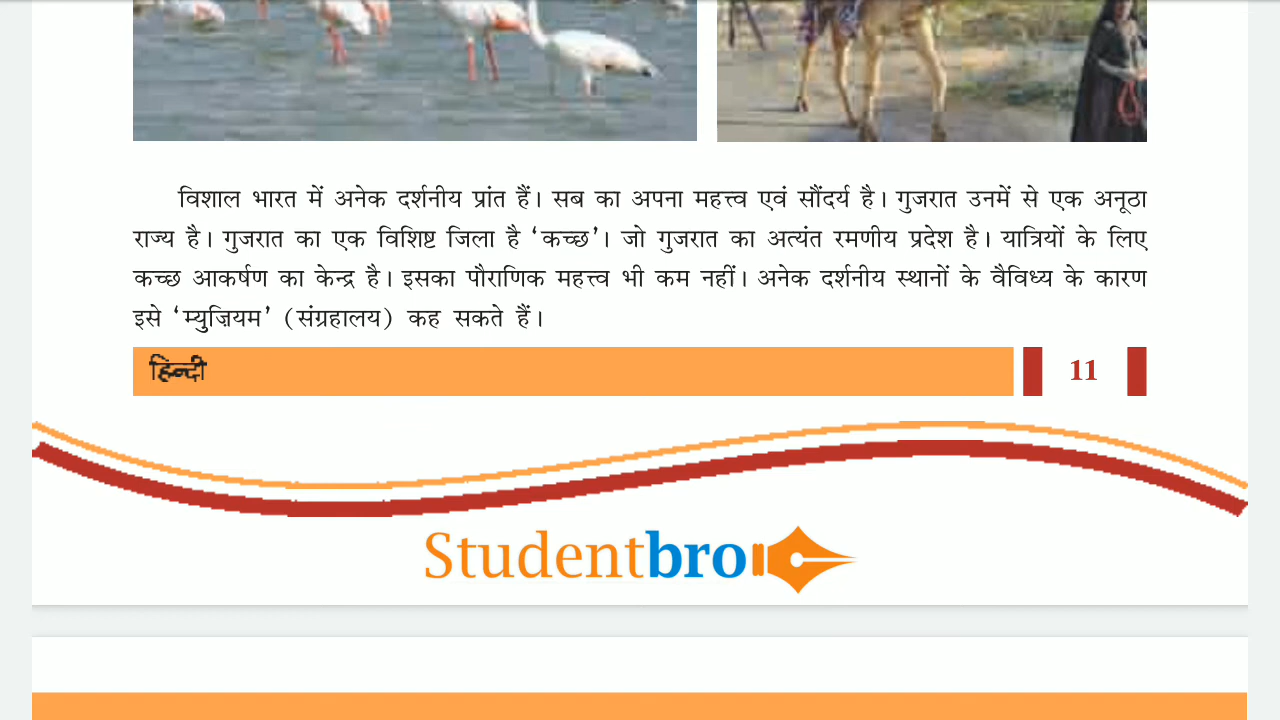 विशाल भारत में अनेक दर्शनीय प्रांत हैं। सब का अपना महत्त्व एवं सौंदर्य है। गुजरात उनमें से एक अनूठा
राज्य है। गुजरात का एक विशिष्ट जिला है ‘कच्छ’। जो गुजरात का अत्यंत रमणीय प्रदेश है। यात्रियों के लिए
कच्छ आकर्षण का केन्द्र है। इसका पौराणिक महत्त्व भी कम नहीं। अनेक दर्शनीय स्थानों के वैविध्य के कारण
इसे ‘म्युज़ियम’ (संग्रहालय) कह सकते हैं।
हिन्दी 11
Studentbro